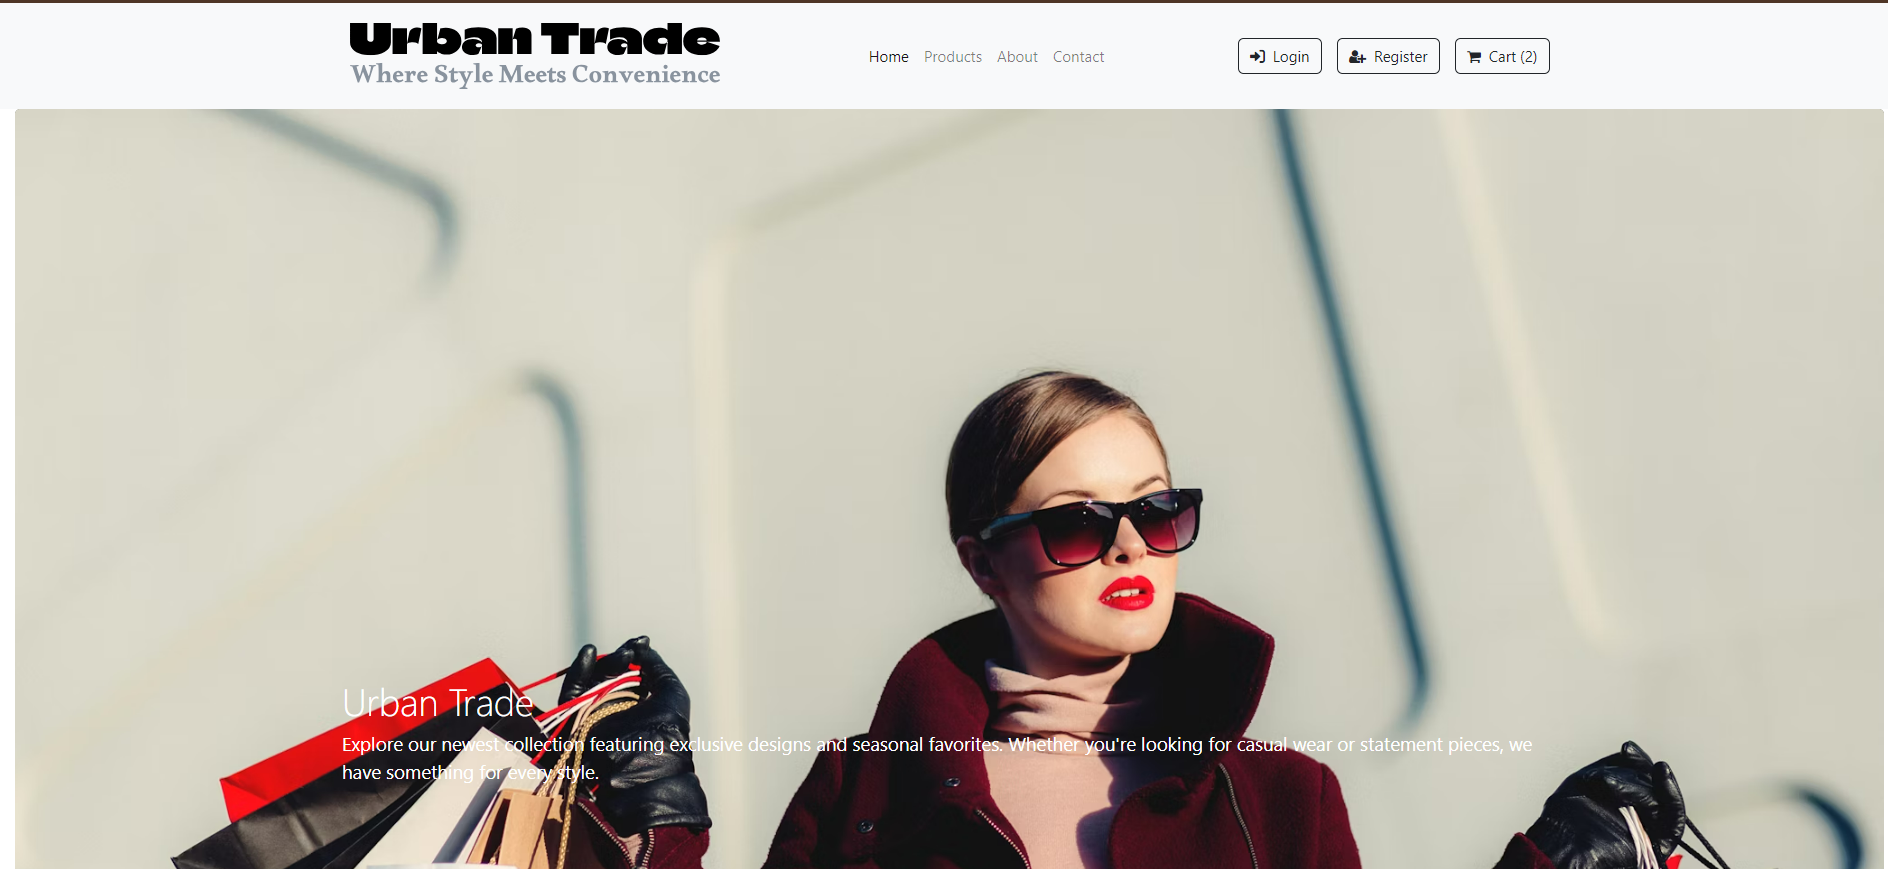 Urban Trade
Where Style Meets Convenience
Home Products About Contact
Login Register Cart (2)
Urban Trade
Explore our newest collection featuring exclusive designs and seasonal favorites. Whether you're looking for casual wear or statement pieces, we
have something for every style.